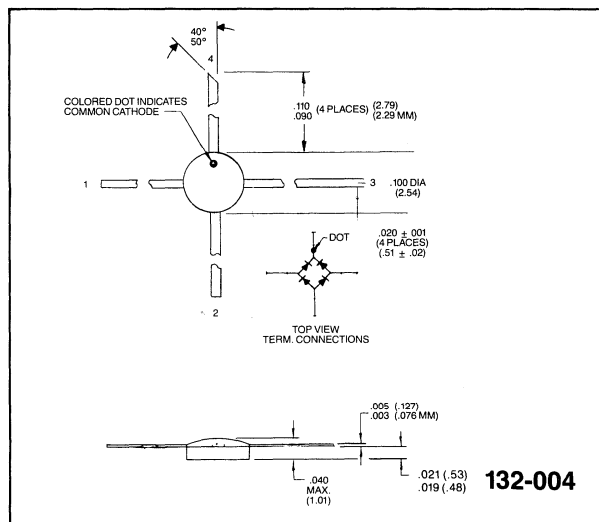 40°
50°
4
COLORED DOT INDICATES
COMMON CATHODE
.110 (4 PLACES) (2.79)
.090 (2.29 MM)
1
3
.100 DIA
(2.54)
.020 ± 001
(4 PLACES)
(.51 ± .02)
DOT
2
TOP VIEW
TERM. CONNECTIONS
.005 (.127)
.003 (.076 MM)
.040
MAX.
(1.01)
.021 (.53)
.019 (.48)
132-004